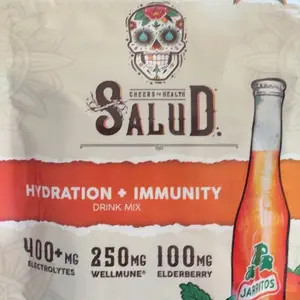 CHEERS TO HEALTH
SALUD.
HYDRATION + IMMUNITY
DRINK MIX
400+MG 250MG 100MG
ELECTROLYTES WELLMUNE® ELDERBERRY
JARRITOS